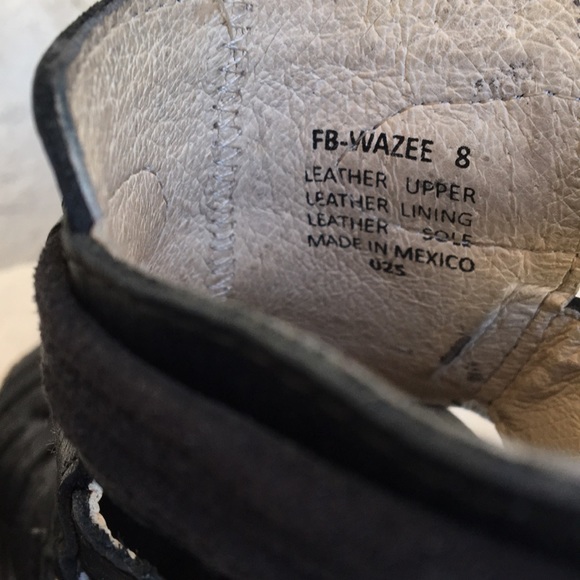 FB-WAZEE 8
LEATHER UPPER
LEATHER LINING
LEATHER SOLE
MADE IN MEXICO
025